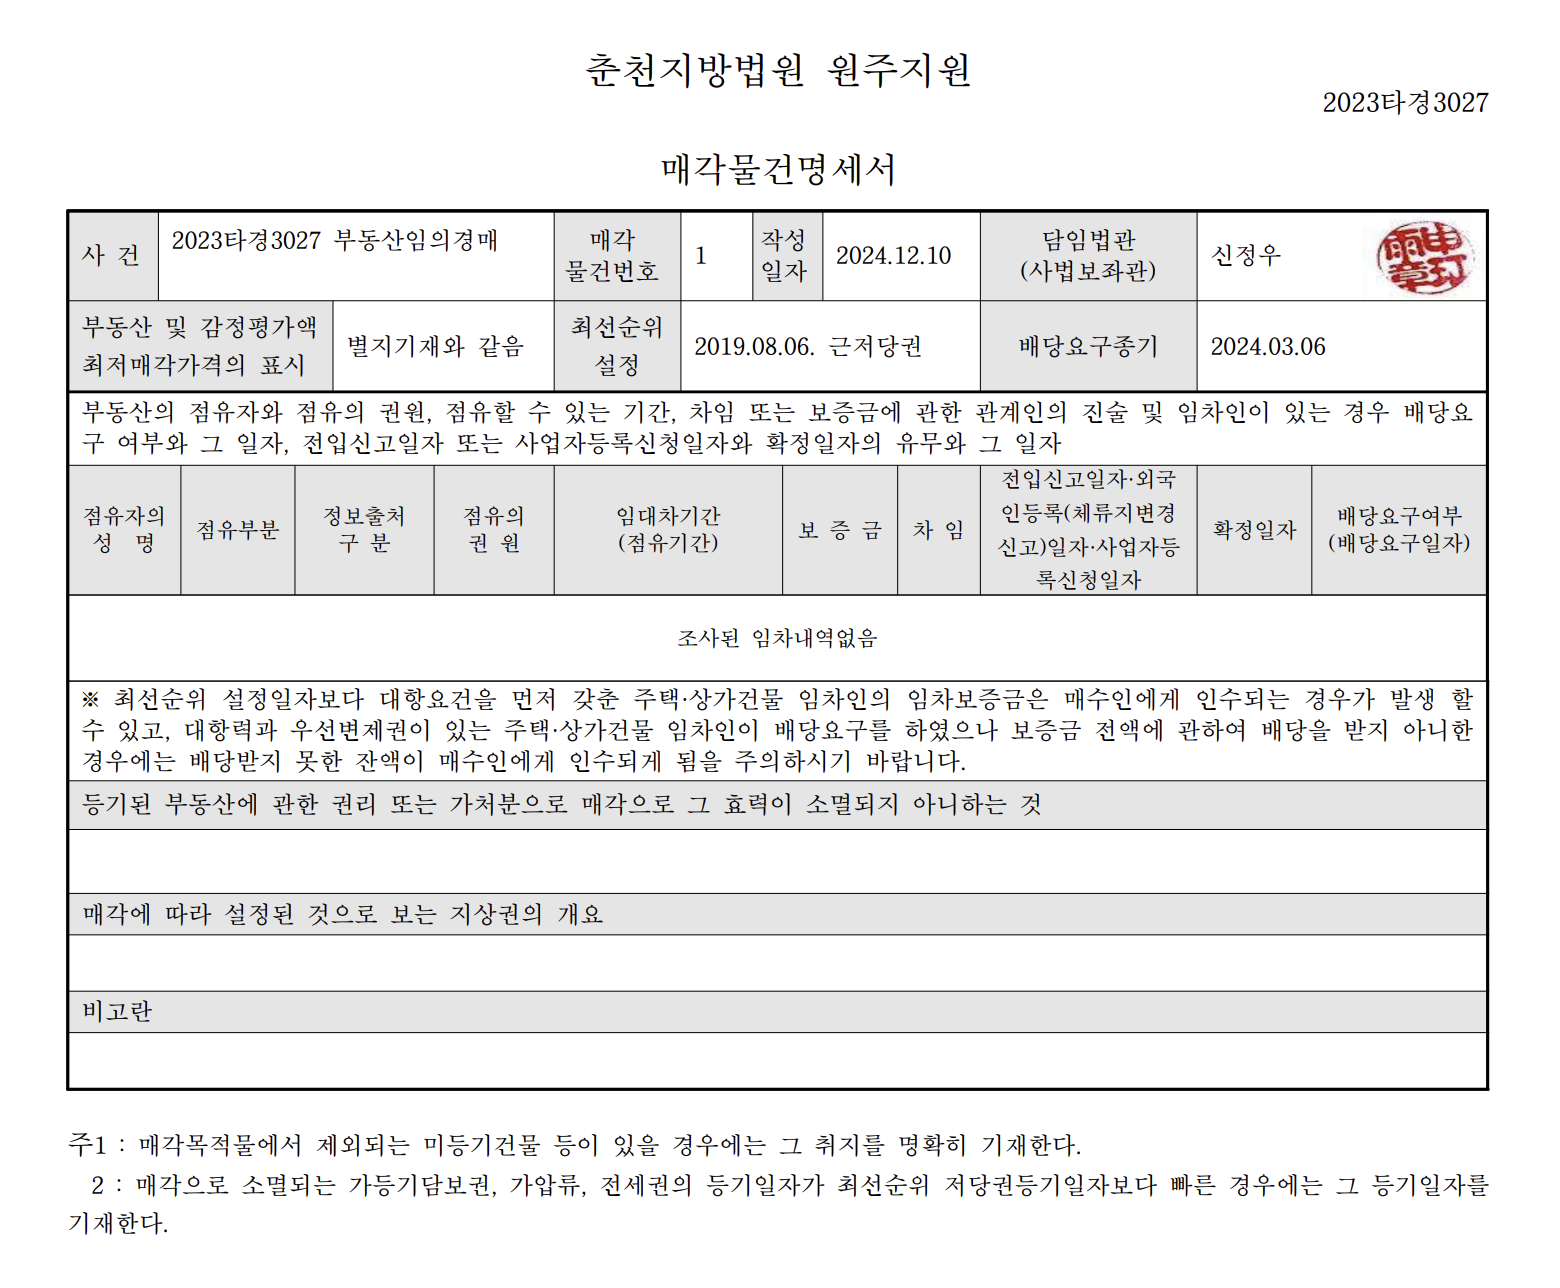 춘천지방법원 원주지원
2023타경3027
매각물건명세서
사 건
2023타경3027 부동산임의경매
매각
물건번호
1
작성
일자
2024.12.10
담임법관
(사법보좌관)
신정우
부동산 및 감정평가액
최저매각가격의 표시
별지기재와 같음
최선순위
설정
2019.08.06. 근저당권
배당요구종기
2024.03.06
부동산의 점유자와 점유의 권원, 점유할 수 있는 기간, 차임 또는 보증금에 관한 관계인의 진술 및 임차인이 있는 경우 배당요
구 여부와 그 일자, 전입신고일자 또는 사업자등록신청일자와 확정일자의 유무와 그 일자
점유자의
성 명
점유부분
정보출처
구 분
점유의
권 원
임대차기간
(점유기간)
보 증 금
차 임
전입신고일자·외국
인등록(체류지변경
신고)일자·사업자등
록신청일자
확정일자
배당요구여부
(배당요구일자)
조사된 임차내역없음
※ 최선순위 설정일자보다 대항요건을 먼저 갖춘 주택·상가건물 임차인의 임차보증금은 매수인에게 인수되는 경우가 발생 할
수 있고, 대항력과 우선변제권이 있는 주택·상가건물 임차인이 배당요구를 하였으나 보증금 전액에 관하여 배당을 받지 아니한
경우에는 배당받지 못한 잔액이 매수인에게 인수되게 됨을 주의하시기 바랍니다.
등기된 부동산에 관한 권리 또는 가처분으로 매각으로 그 효력이 소멸되지 아니하는 것
매각에 따라 설정된 것으로 보는 지상권의 개요
비고란
주1 : 매각목적물에서 제외되는 미등기건물 등이 있을 경우에는 그 취지를 명확히 기재한다.
2 : 매각으로 소멸되는 가등기담보권, 가압류, 전세권의 등기일자가 최선순위 저당권등기일자보다 빠른 경우에는 그 등기일자를
기재한다.